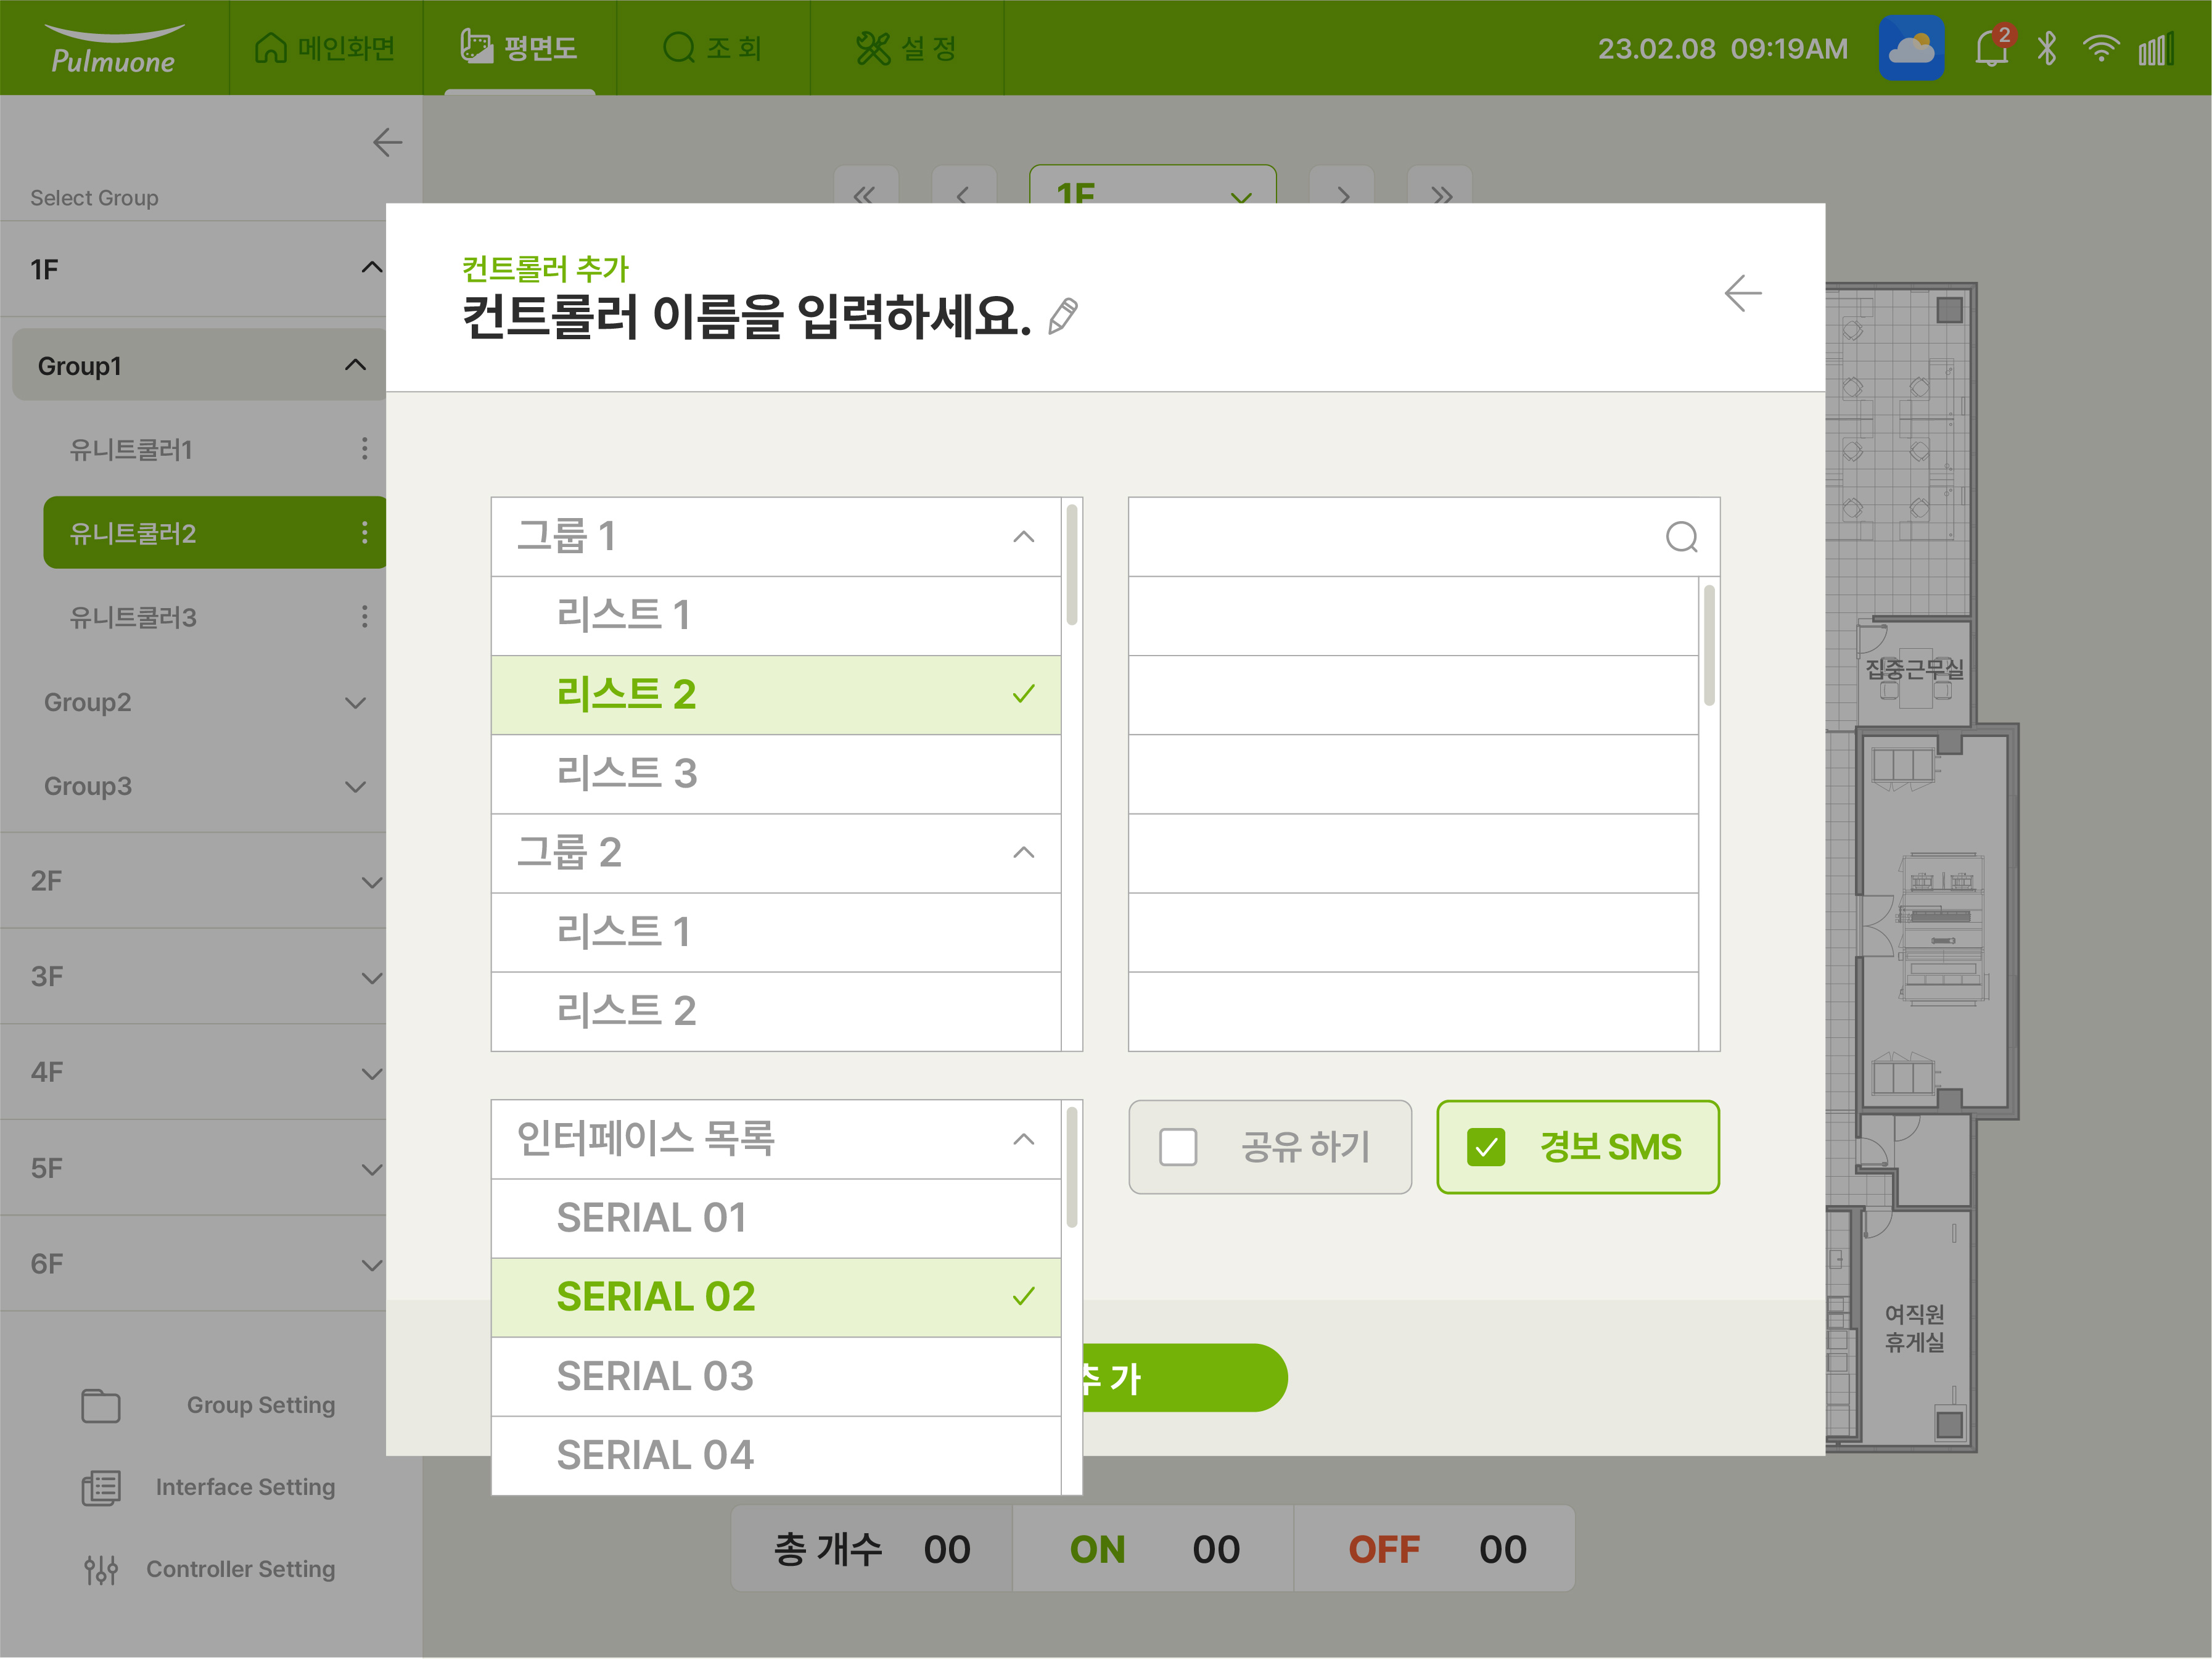 Pulmuone
메인화면
평면도
조 회
설 정
23.02.08 09:19AM
2
Select Group
1F
Group1
유니트쿨러1
유니트쿨러2
유니트쿨러3
Group2
Group3
2F
3F
4F
5F
6F
Group Setting
Interface Setting
Controller Setting
1F
컨트롤러 추가
컨트롤러 이름을 입력하세요.
그룹 1
리스트 1
리스트 2
리스트 3
그룹 2
리스트 1
리스트 2
인터페이스 목록
SERIAL 01
SERIAL 02
SERIAL 03
SERIAL 04
공유 하기
경보 SMS
추 가
집중근무실
여직원
휴게실
총 개수 00
ON 00
OFF 00